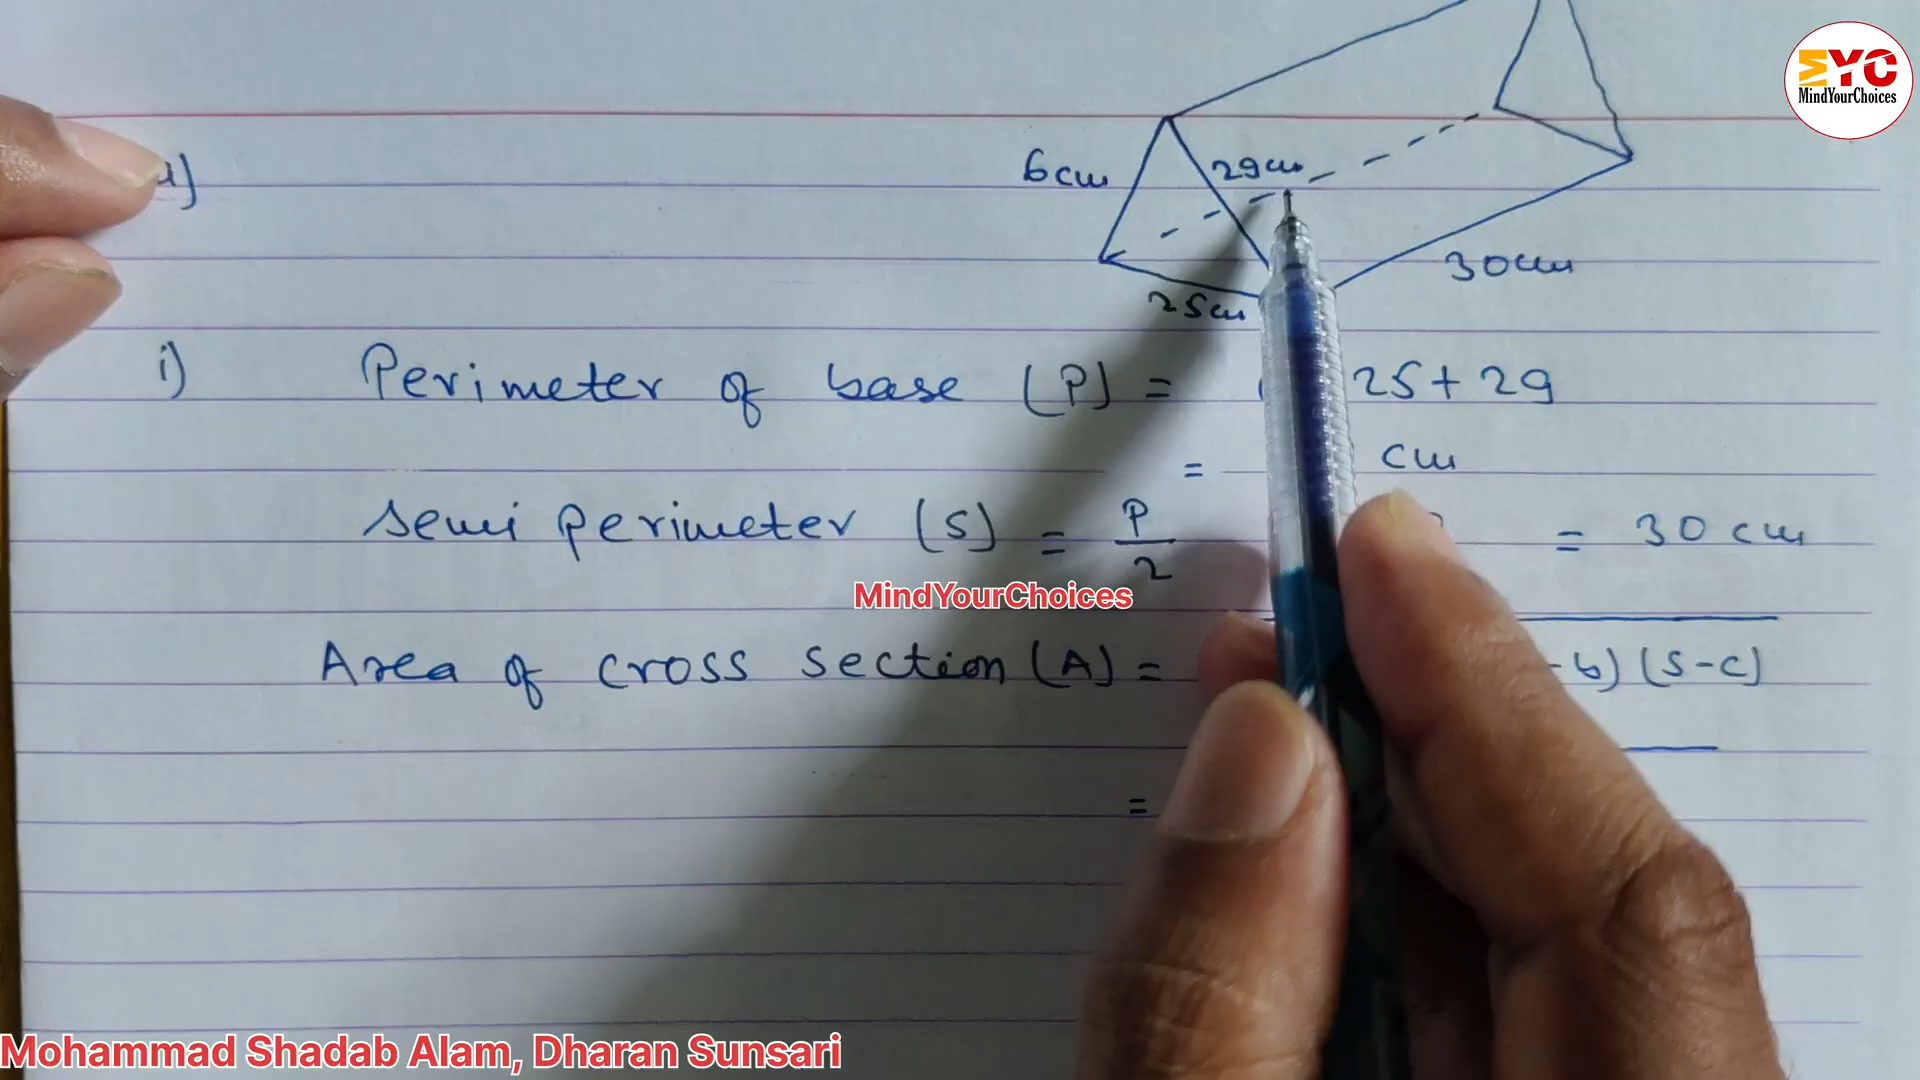 MYC
MindYourChoices
6cm
29cm
30cm
25cm
i) Perimeter of base (P) = 25 + 29
= cm
Semi perimeter (S) = P/2 = 30 cm
MindYourChoices
Area of cross section (A) = -b) (S-c)
=
Mohammad Shadab Alam, Dharan Sunsari